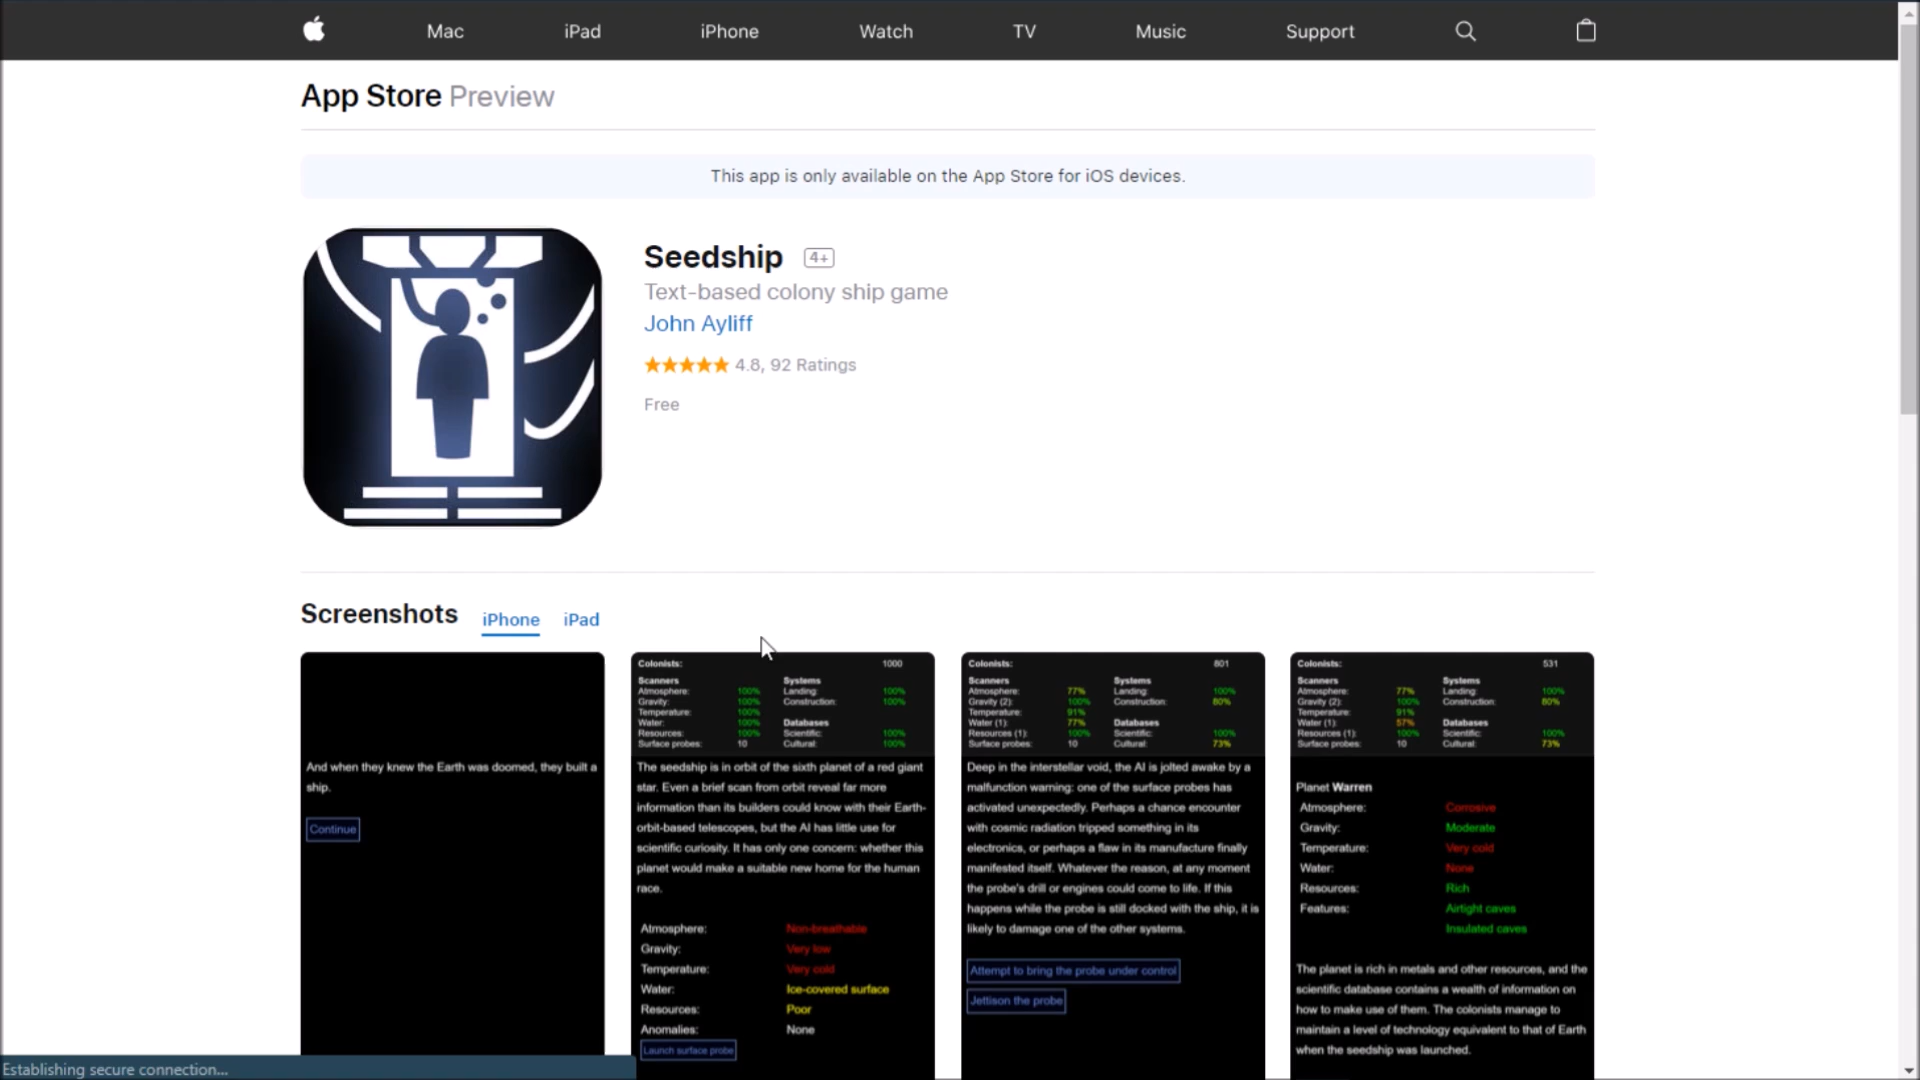 Mac iPad iPhone Watch TV Music Support
App Store Preview
This app is only available on the App Store for iOS devices.
Seedship 4+
Text-based colony ship game
John Ayliff
4.8, 92 Ratings
Free
Screenshots iPhone iPad
And when they knew the Earth was doomed, they built a
ship.
Continue
Colonists: 1000
Scanners Systems
Atmosphere: 100% Landing: 100%
Gravity: 100% Construction: 100%
Temperature: 100%
Water: 100% Databases
Resources: 100% Scientific: 100%
Surface probes: 10 Cultural: 100%
The seedship is in orbit of the sixth planet of a red giant
star. Even a brief scan from orbit reveal far more
information than its builders could know with their Earth-
orbit-based telescopes, but the AI has little use for
scientific curiosity. It has only one concern: whether this
planet would make a suitable new home for the human
race.
Atmosphere: Non-breathable
Gravity: Very low
Temperature: Very cold
Water: Ice-covered surface
Resources: Poor
Anomalies: None
Launch surface probe
Colonists: 801
Scanners Systems
Atmosphere: 77% Landing: 100%
Gravity (2): 100% Construction: 80%
Temperature: 91%
Water (1): 77% Databases
Resources (1): 100% Scientific: 100%
Surface probes: 10 Cultural: 73%
Deep in the interstellar void, the AI is jolted awake by a
malfunction warning: one of the surface probes has
activated unexpectedly. Perhaps a chance encounter
with cosmic radiation tripped something in its
electronics, or perhaps a flaw in its manufacture finally
manifested itself. Whatever the reason, at any moment
the probe's drill or engines could come to life. If this
happens while the probe is still docked with the ship, it is
likely to damage one of the other systems.
Attempt to bring the probe under control
Jettison the probe
Colonists: 531
Scanners Systems
Atmosphere: 77% Landing: 100%
Gravity (2): 100% Construction: 80%
Temperature: 91%
Water (1): 57% Databases
Resources (1): 100% Scientific: 100%
Surface probes: 10 Cultural: 73%
Planet Warren
Atmosphere: Corrosive
Gravity: Moderate
Temperature: Very cold
Water: None
Resources: Rich
Features: Airtight caves
Insulated caves
The planet is rich in metals and other resources, and the
scientific database contains a wealth of information on
how to make use of them. The colonists manage to
maintain a level of technology equivalent to that of Earth
when the seedship was launched.
Establishing secure connection...